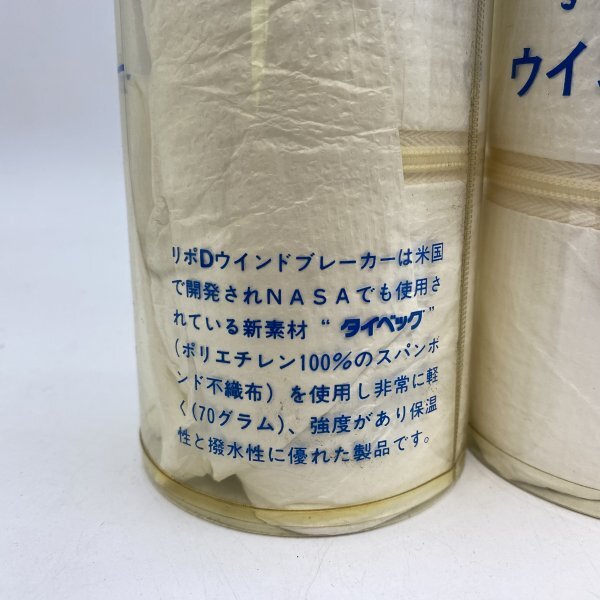 リポDウインドブレーカーは米国
で開発されNASAでも使用さ
れている新素材 “タイベック”
(ポリエチレン100%のスパンボ
ンド不織布) を使用し非常に軽
く(70グラム)、強度があり保温
性と撥水性に優れた製品です。
ウイ